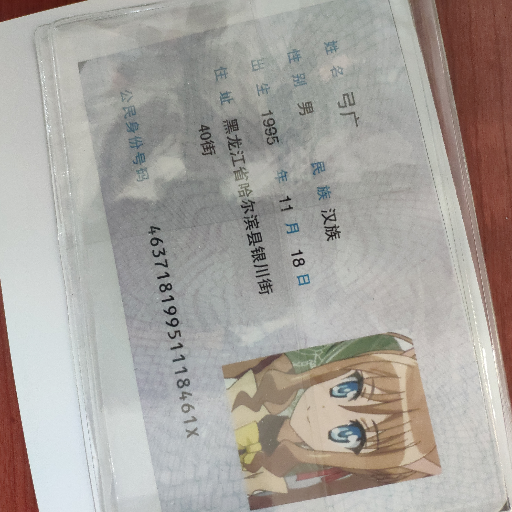 姓名 弓广
性别 男 民族 汉族
出生 1995 年 11 月 18 日
住址 黑龙江省哈尔滨县银川街
40街
公民身份号码 46371819951118461X